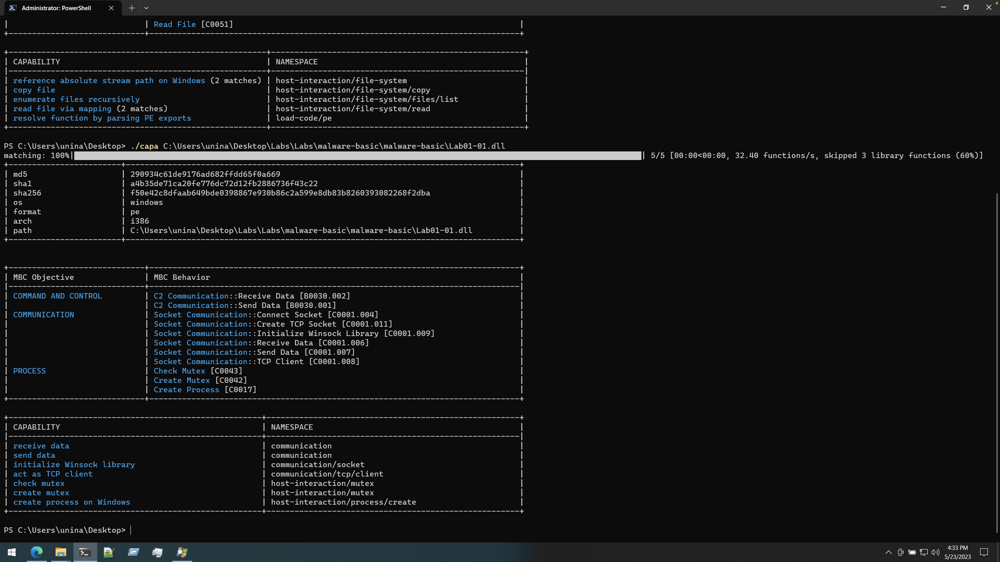 Administrator: PowerShell
| | Read File [C0051] |
+-----------------------------+-------------------------------------------------------------------------------+

+-------------------------------------------------------+------------------------------------------------------+
| CAPABILITY | NAMESPACE |
|-------------------------------------------------------+------------------------------------------------------|
| reference absolute stream path on Windows (2 matches) | host-interaction/file-system |
| copy file | host-interaction/file-system/copy |
| enumerate files recursively | host-interaction/file-system/files/list |
| read file via mapping (2 matches) | host-interaction/file-system/read |
| resolve function by parsing PE exports | load-code/pe |
+-------------------------------------------------------+------------------------------------------------------+

PS C:\Users\unina\Desktop> ./capa C:\Users\unina\Desktop\Labs\Labs\malware-basic\malware-basic\Lab01-01.dll
matching: 100%| | 5/5 [00:00<00:00, 32.40 functions/s, skipped 3 library functions (60%)]
+------------------------+------------------------------------------------------------------------------------+
| md5 | 290934c61de9176ad682ffdd65f0a669 |
| sha1 | a4b35de71ca20fe776dc72d12fb2886736f43c22 |
| sha256 | f50e42c8dfaab649bde0398867e930b86c2a599e8db83b8260393082268f2dba |
| os | windows |
| format | pe |
| arch | i386 |
| path | C:\Users\unina\Desktop\Labs\Labs\malware-basic\malware-basic\Lab01-01.dll |
+------------------------+------------------------------------------------------------------------------------+

+-----------------------------+-------------------------------------------------------------------------------+
| MBC Objective | MBC Behavior |
|-----------------------------+-------------------------------------------------------------------------------|
| COMMAND AND CONTROL | C2 Communication::Receive Data [B0030.002] |
| | C2 Communication::Send Data [B0030.001] |
| COMMUNICATION | Socket Communication::Connect Socket [C0001.004] |
| | Socket Communication::Create TCP Socket [C0001.011] |
| | Socket Communication::Initialize Winsock Library [C0001.009] |
| | Socket Communication::Receive Data [C0001.006] |
| | Socket Communication::Send Data [C0001.007] |
| | Socket Communication::TCP Client [C0001.008] |
| PROCESS | Check Mutex [C0043] |
| | Create Mutex [C0042] |
| | Create Process [C0017] |
+-----------------------------+-------------------------------------------------------------------------------+

+------------------------------------------------------+------------------------------------------------------+
| CAPABILITY | NAMESPACE |
|------------------------------------------------------+------------------------------------------------------|
| receive data | communication |
| send data | communication |
| initialize Winsock library | communication/socket |
| act as TCP client | communication/tcp/client |
| check mutex | host-interaction/mutex |
| create mutex | host-interaction/mutex |
| create process on Windows | host-interaction/process/create |
+------------------------------------------------------+------------------------------------------------------+

PS C:\Users\unina\Desktop>
4:33 PM
5/23/2023